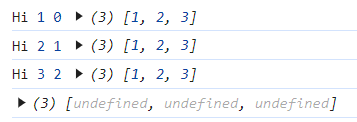 Hi 1 0 ▶ (3) [1, 2, 3]
Hi 2 1 ▶ (3) [1, 2, 3]
Hi 3 2 ▶ (3) [1, 2, 3]
▶ (3) [undefined, undefined, undefined]